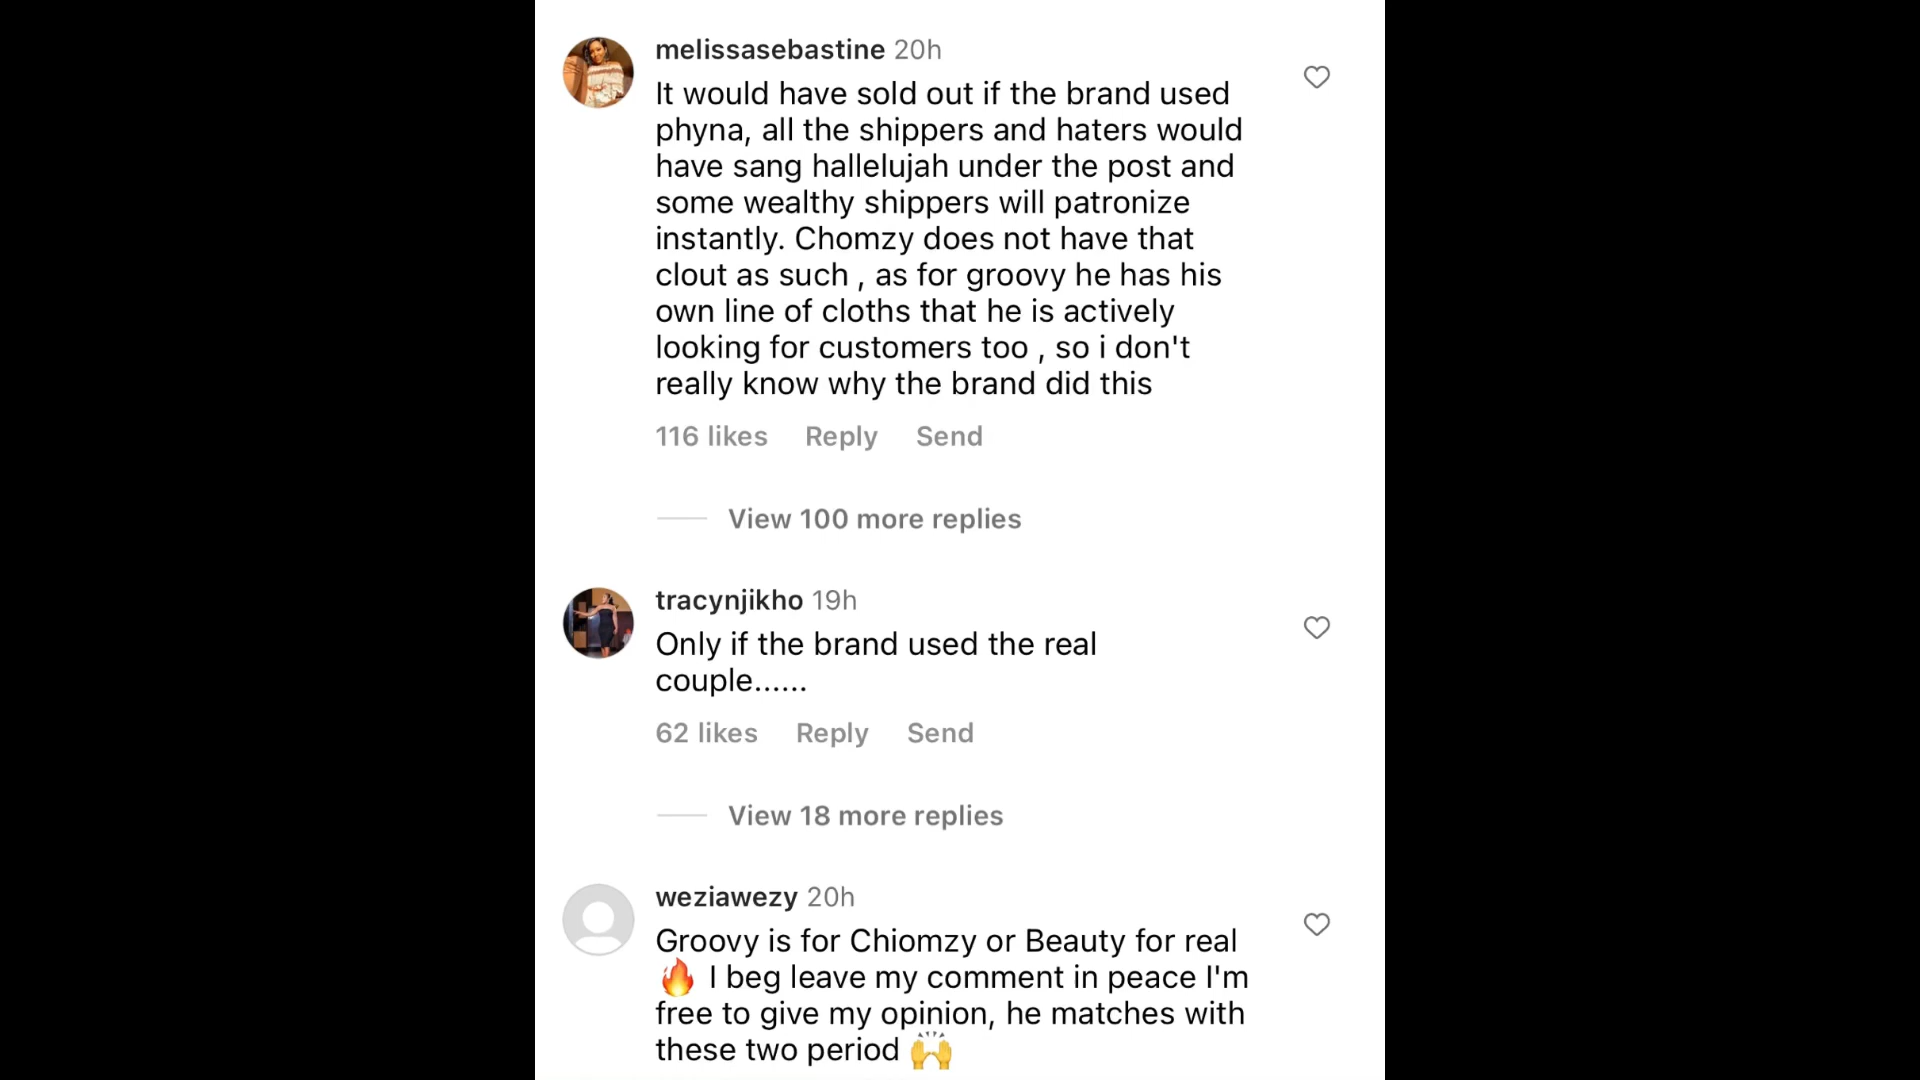 melissasebastine 20h
It would have sold out if the brand used
phyna, all the shippers and haters would
have sang hallelujah under the post and
some wealthy shippers will patronize
instantly. Chomzy does not have that
clout as such , as for groovy he has his
own line of cloths that he is actively
looking for customers too , so i don't
really know why the brand did this
116 likes Reply Send
View 100 more replies
tracynjikho 19h
Only if the brand used the real
couple......
62 likes Reply Send
View 18 more replies
weziawezy 20h
Groovy is for Chiomzy or Beauty for real
🔥 I beg leave my comment in peace I'm
free to give my opinion, he matches with
these two period 🙌